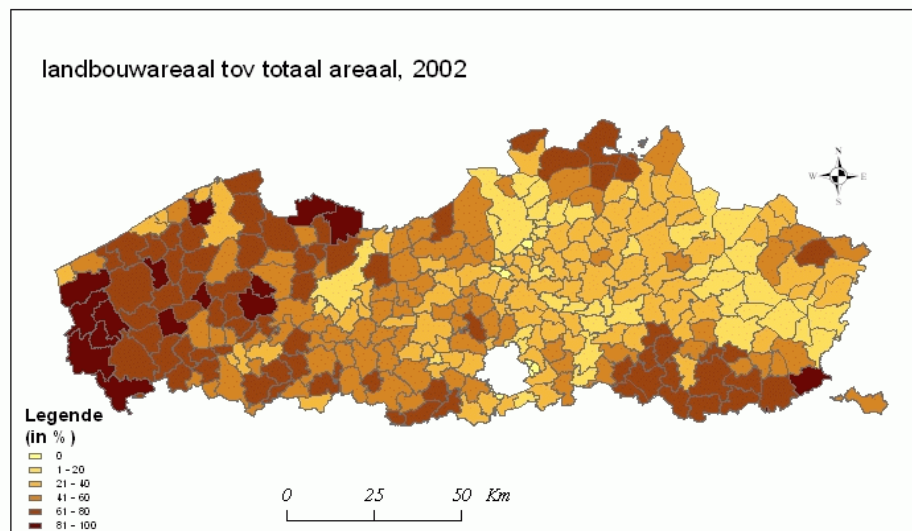 landbouwareaal tov totaal areaal, 2002
N
W E
S
Legende
(in %)
0
1 - 20
21 - 40
41 - 60
61 - 80
81 - 100
0 25 50 Km